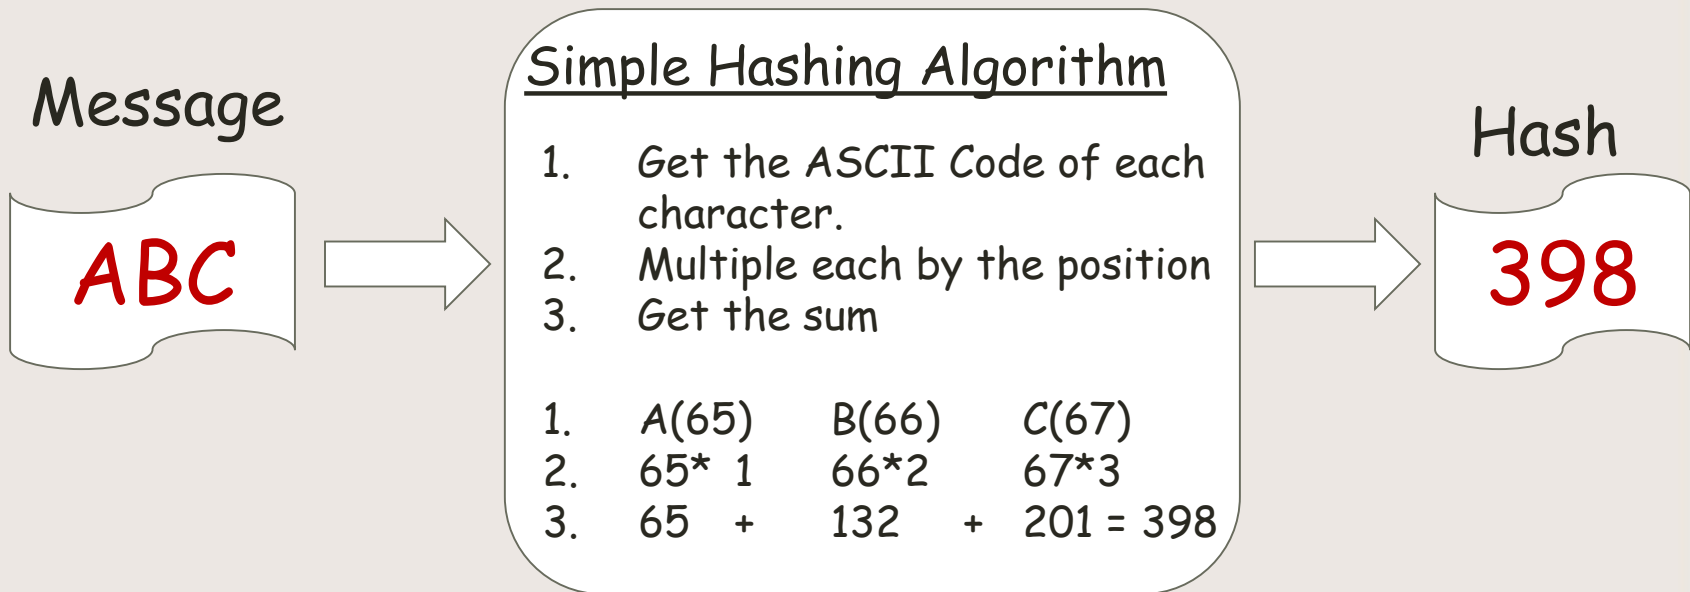 Message
ABC
Simple Hashing Algorithm
1. Get the ASCII Code of each
character.
2. Multiple each by the position
3. Get the sum
1. A(65) B(66) C(67)
2. 65* 1 66*2 67*3
3. 65 + 132 + 201 = 398
Hash
398